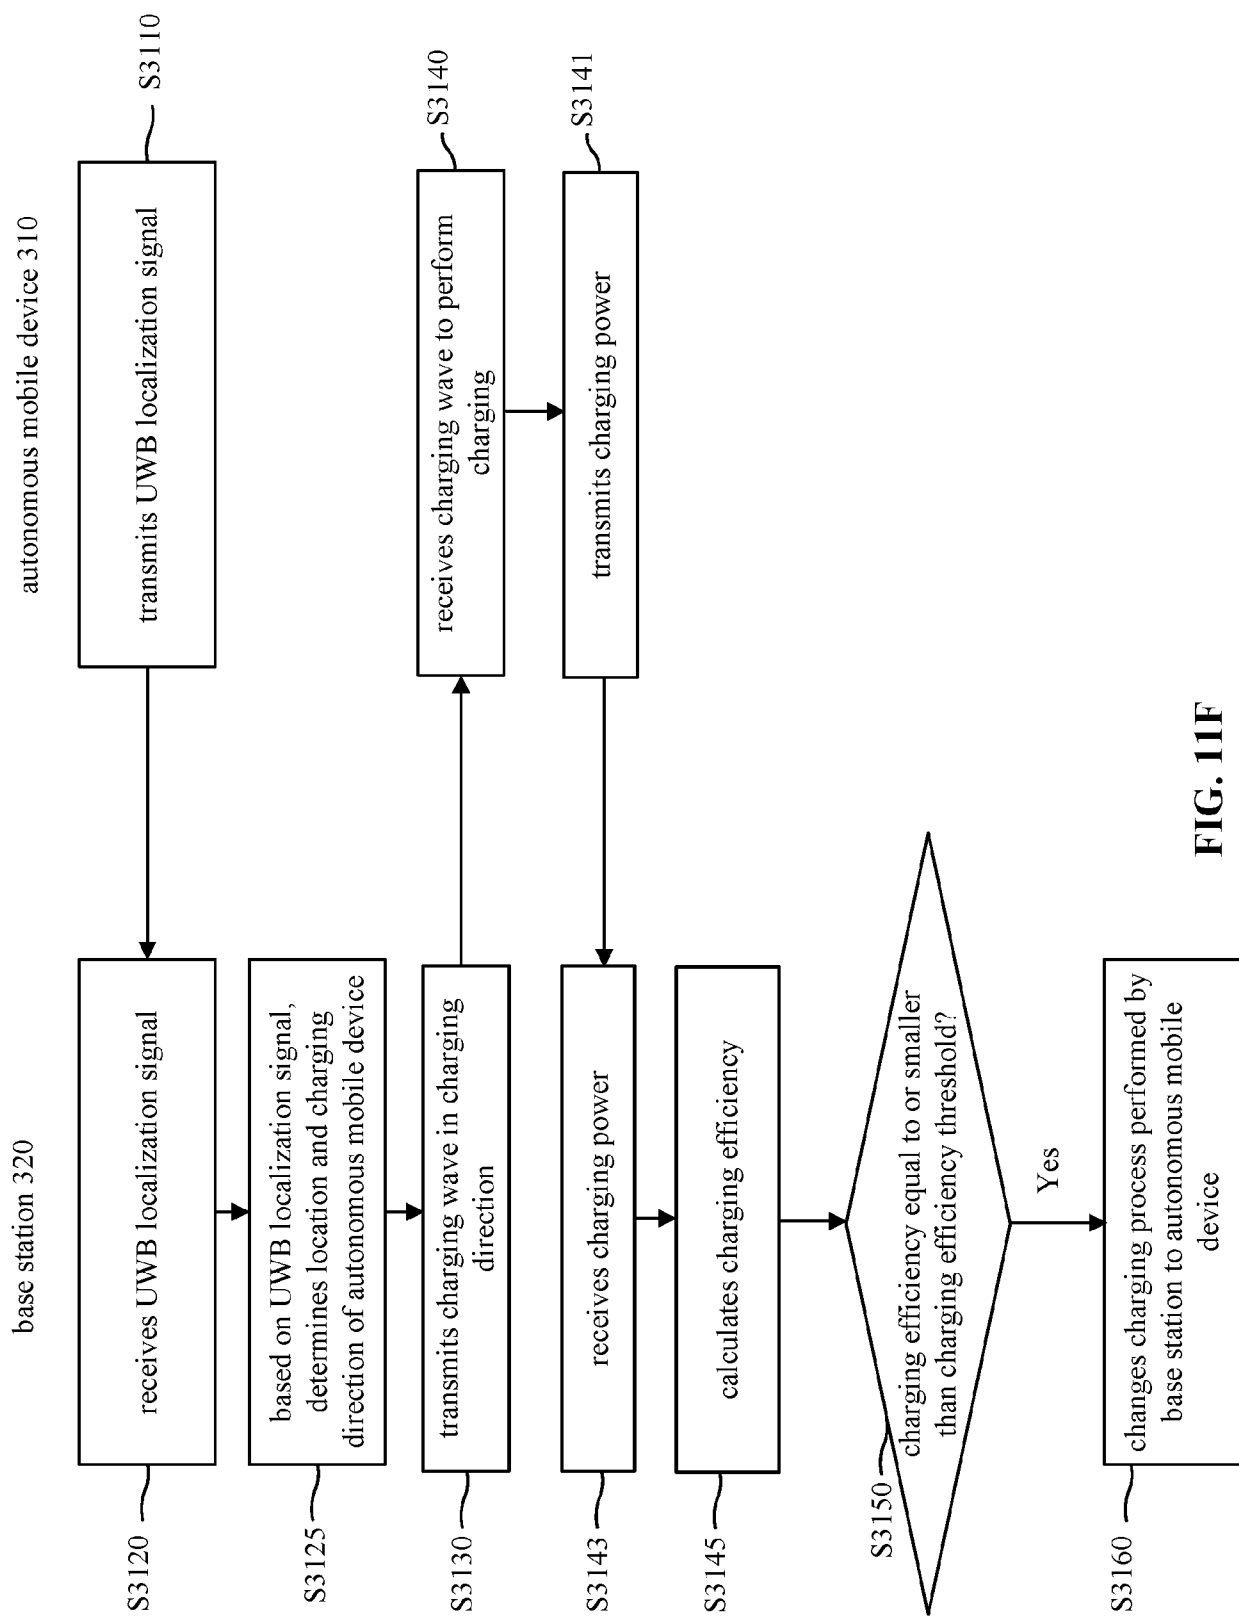 base station 320
autonomous mobile device 310
S3120
receives UWB localization signal
transmits UWB localization signal
S3110
S3125
based on UWB localization signal,
determines location and charging
direction of autonomous mobile device
S3130
transmits charging wave in charging
direction
receives charging wave to perform
charging
S3140
S3143
receives charging power
transmits charging power
S3141
S3145
calculates charging efficiency
S3150
charging efficiency equal to or smaller
than charging efficiency threshold?
Yes
S3160
changes charging process performed by
base station to autonomous mobile
device
FIG. 11F